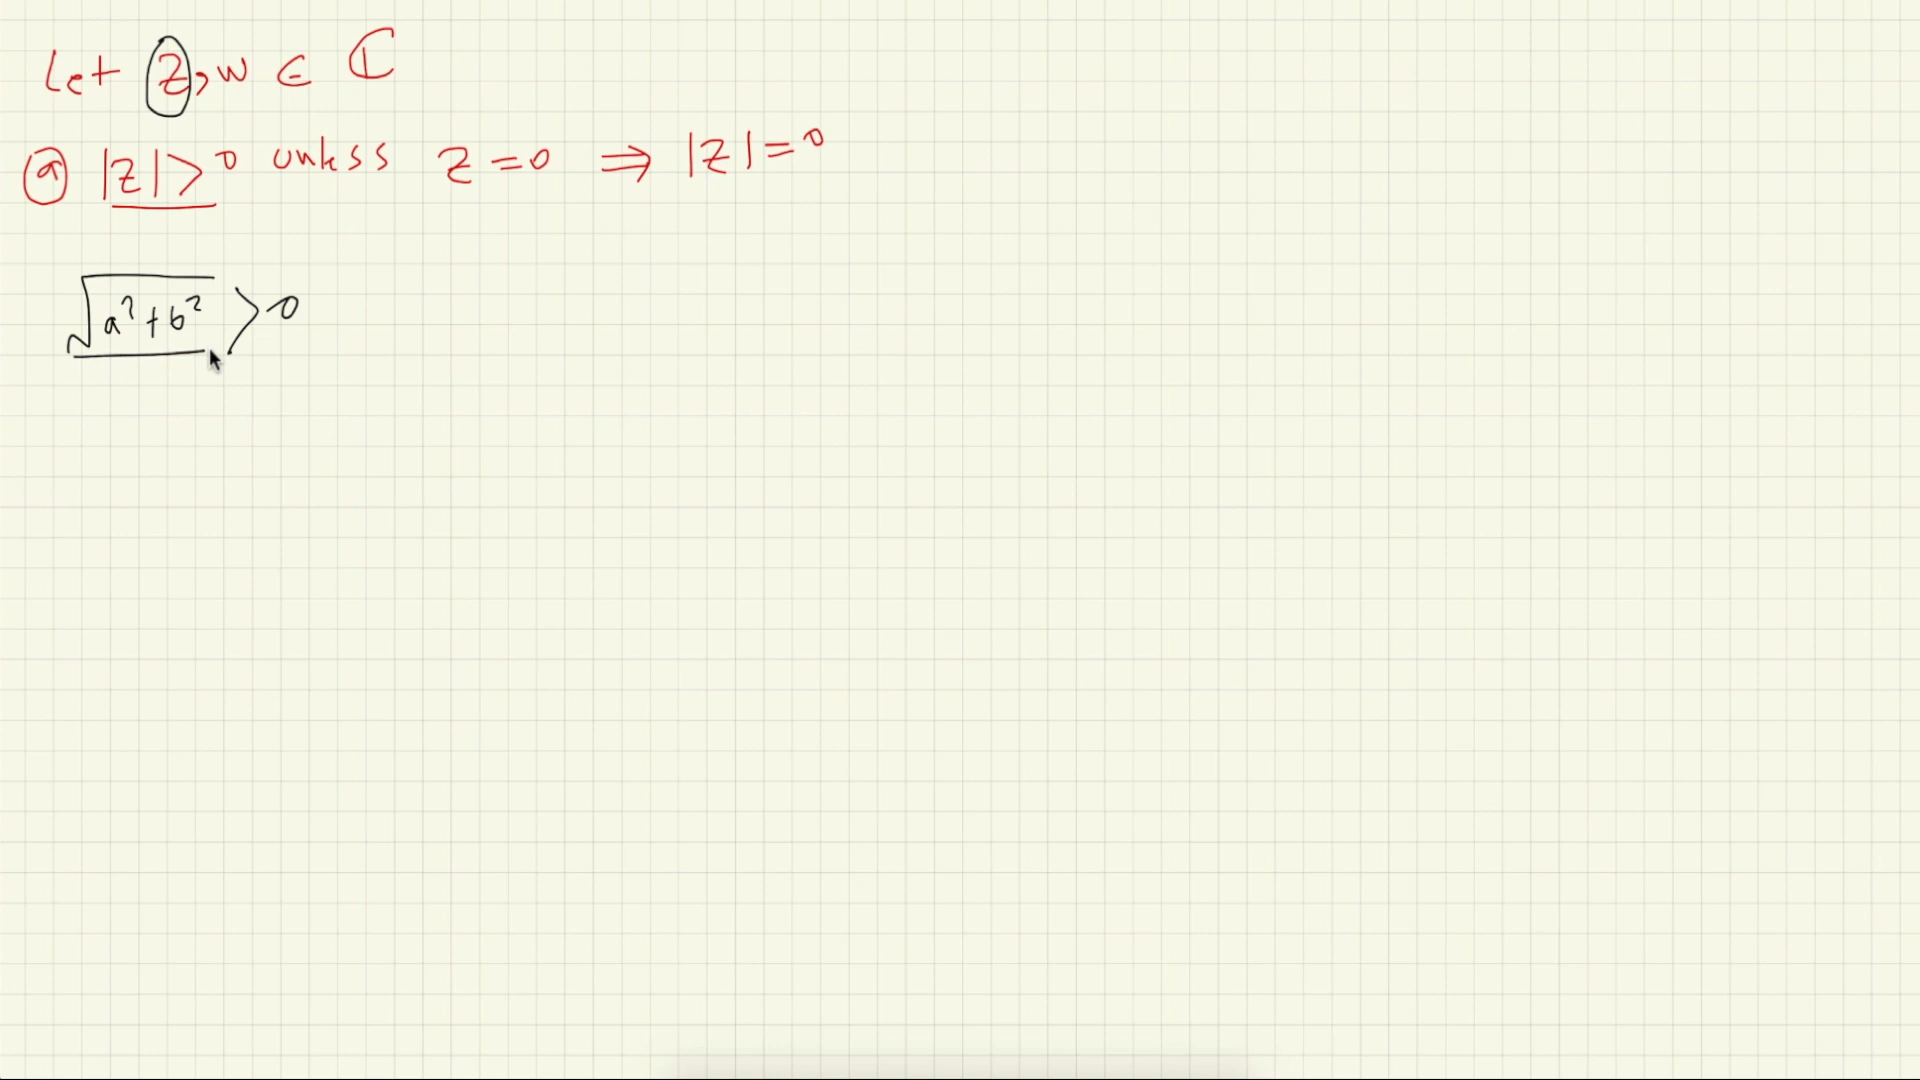 Let z, w ∈ ℂ
ⓐ |z| > 0 unless z = 0 ⇒ |z| = 0
√(a² + b²) > 0